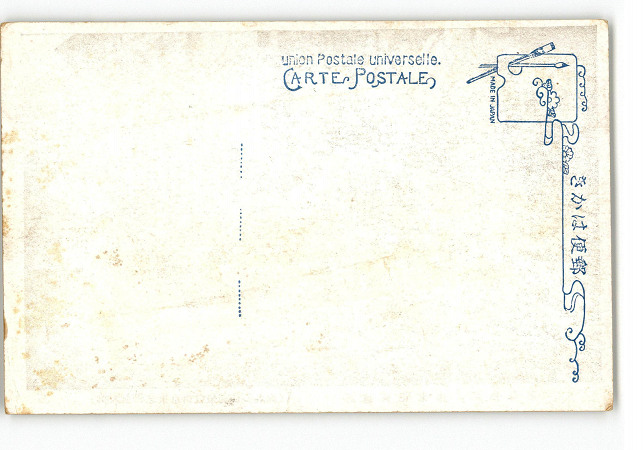 union Postale universelle.
CARTE POSTALE
MADE IN JAPAN
きかは便郵